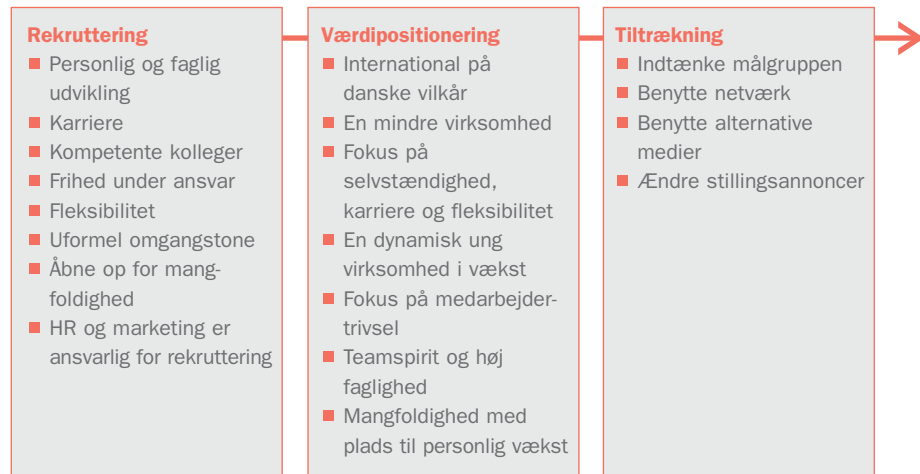 Rekruttering
Personlig og faglig
udvikling
Karriere
Kompetente kolleger
Frihed under ansvar
Fleksibilitet
Uformel omgangstone
Åbne op for mang-
foldighed
HR og marketing er
ansvarlig for rekruttering
Værdipositionering
International på
danske vilkår
En mindre virksomhed
Fokus på
selvstændighed,
karriere og fleksibilitet
En dynamisk ung
virksomhed i vækst
Fokus på medarbejder-
trivsel
Teamspirit og høj
faglighed
Mangfoldighed med
plads til personlig vækst
Tiltrækning
Indtænke målgruppen
Benytte netværk
Benytte alternative
medier
Ændre stillingsannoncer